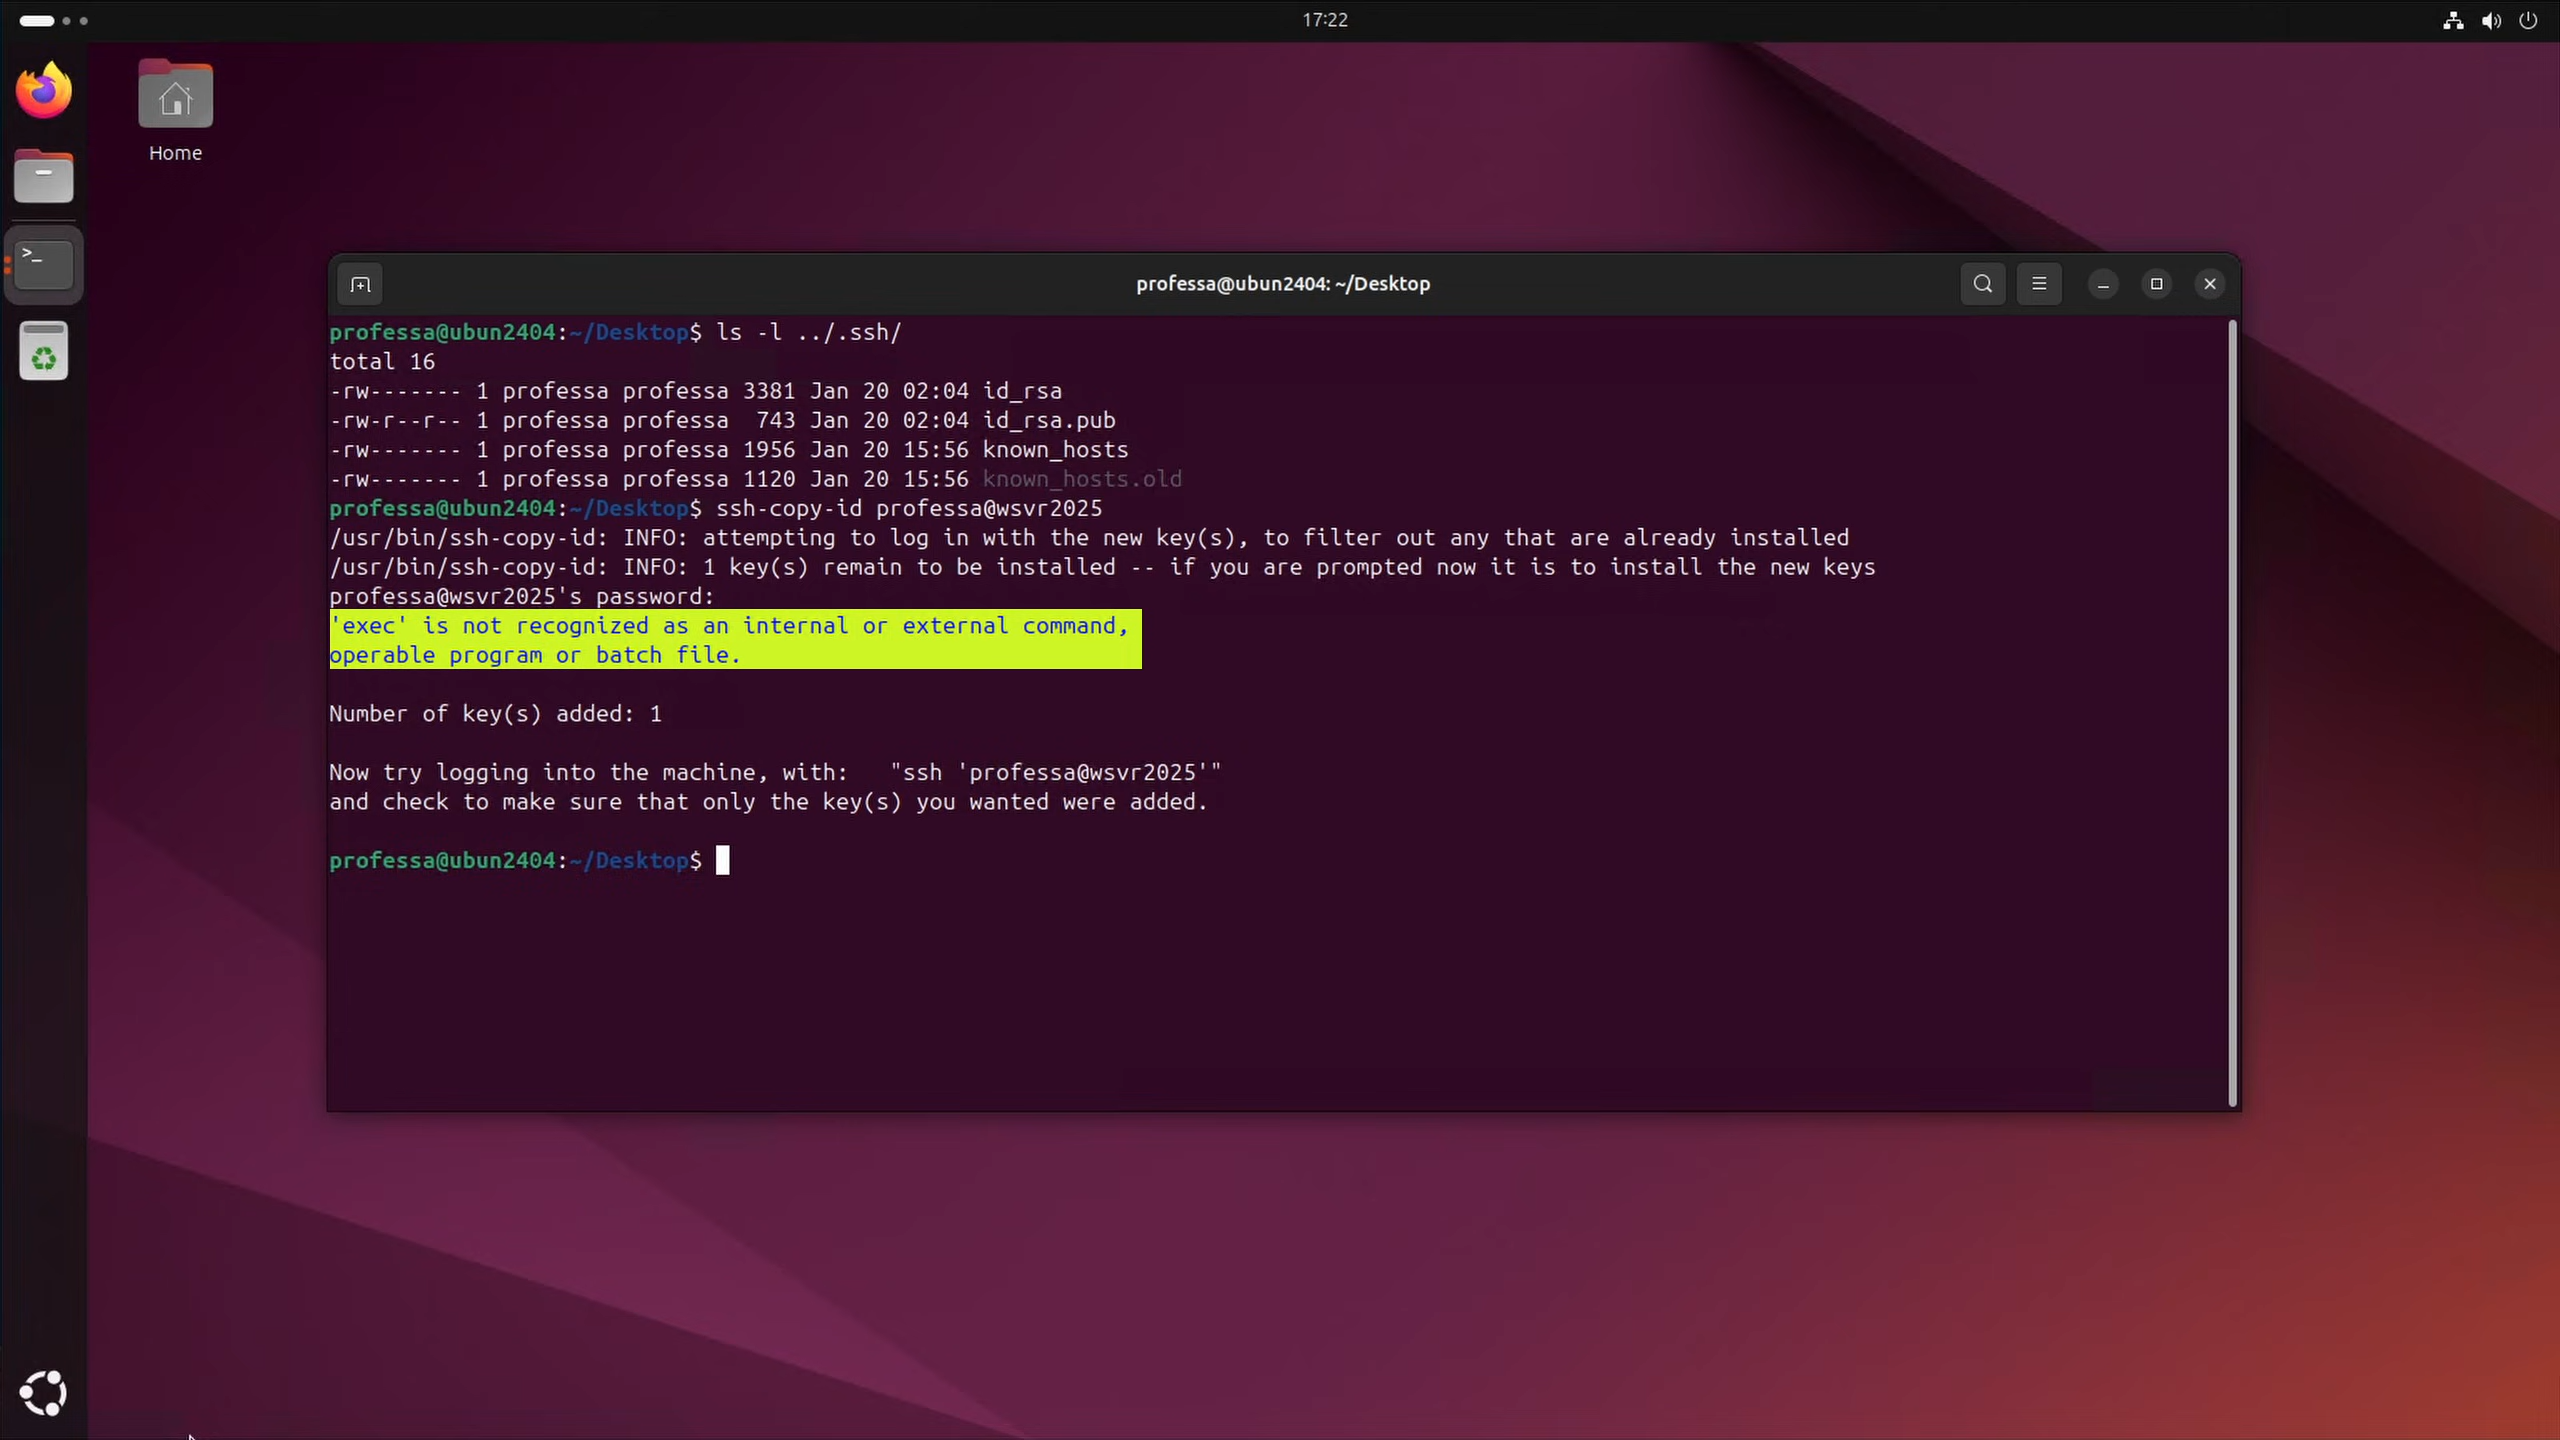 17:22
Home
professa@ubun2404: ~/Desktop
professa@ubun2404:~/Desktop$ ls -l ../.ssh/
total 16
-rw------- 1 professa professa 3381 Jan 20 02:04 id_rsa
-rw-r--r-- 1 professa professa  743 Jan 20 02:04 id_rsa.pub
-rw------- 1 professa professa 1956 Jan 20 15:56 known_hosts
-rw------- 1 professa professa 1120 Jan 20 15:56 known_hosts.old
professa@ubun2404:~/Desktop$ ssh-copy-id professa@wsvr2025
/usr/bin/ssh-copy-id: INFO: attempting to log in with the new key(s), to filter out any that are already installed
/usr/bin/ssh-copy-id: INFO: 1 key(s) remain to be installed -- if you are prompted now it is to install the new keys
professa@wsvr2025's password:
'exec' is not recognized as an internal or external command,
operable program or batch file.
Number of key(s) added: 1
Now try logging into the machine, with:   "ssh 'professa@wsvr2025'"
and check to make sure that only the key(s) you wanted were added.
professa@ubun2404:~/Desktop$